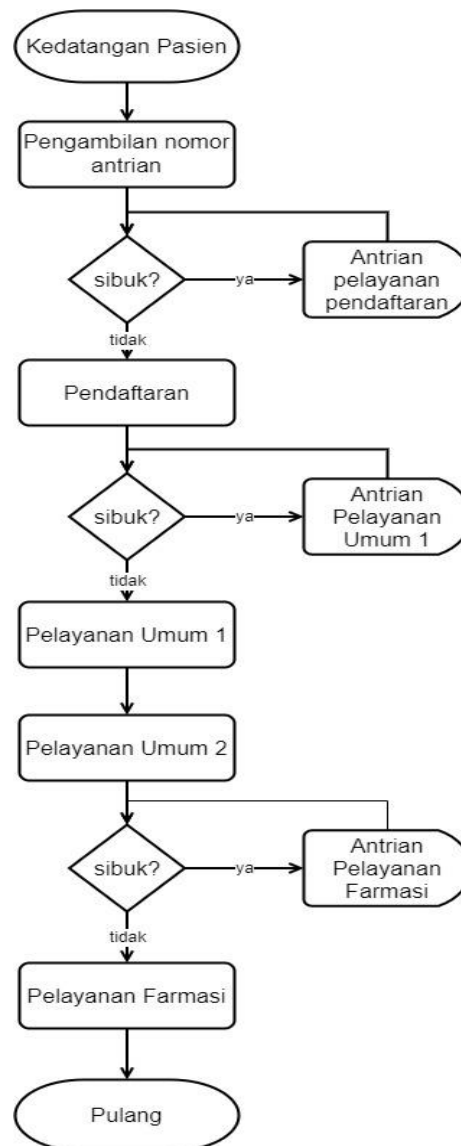 Kedatangan Pasien
Pengambilan nomor
antrian
sibuk?
ya
Antrian
pelayanan
pendaftaran
tidak
Pendaftaran
sibuk?
ya
Antrian
Pelayanan
Umum 1
tidak
Pelayanan Umum 1
Pelayanan Umum 2
sibuk?
ya
Antrian
Pelayanan
Farmasi
tidak
Pelayanan Farmasi
Pulang